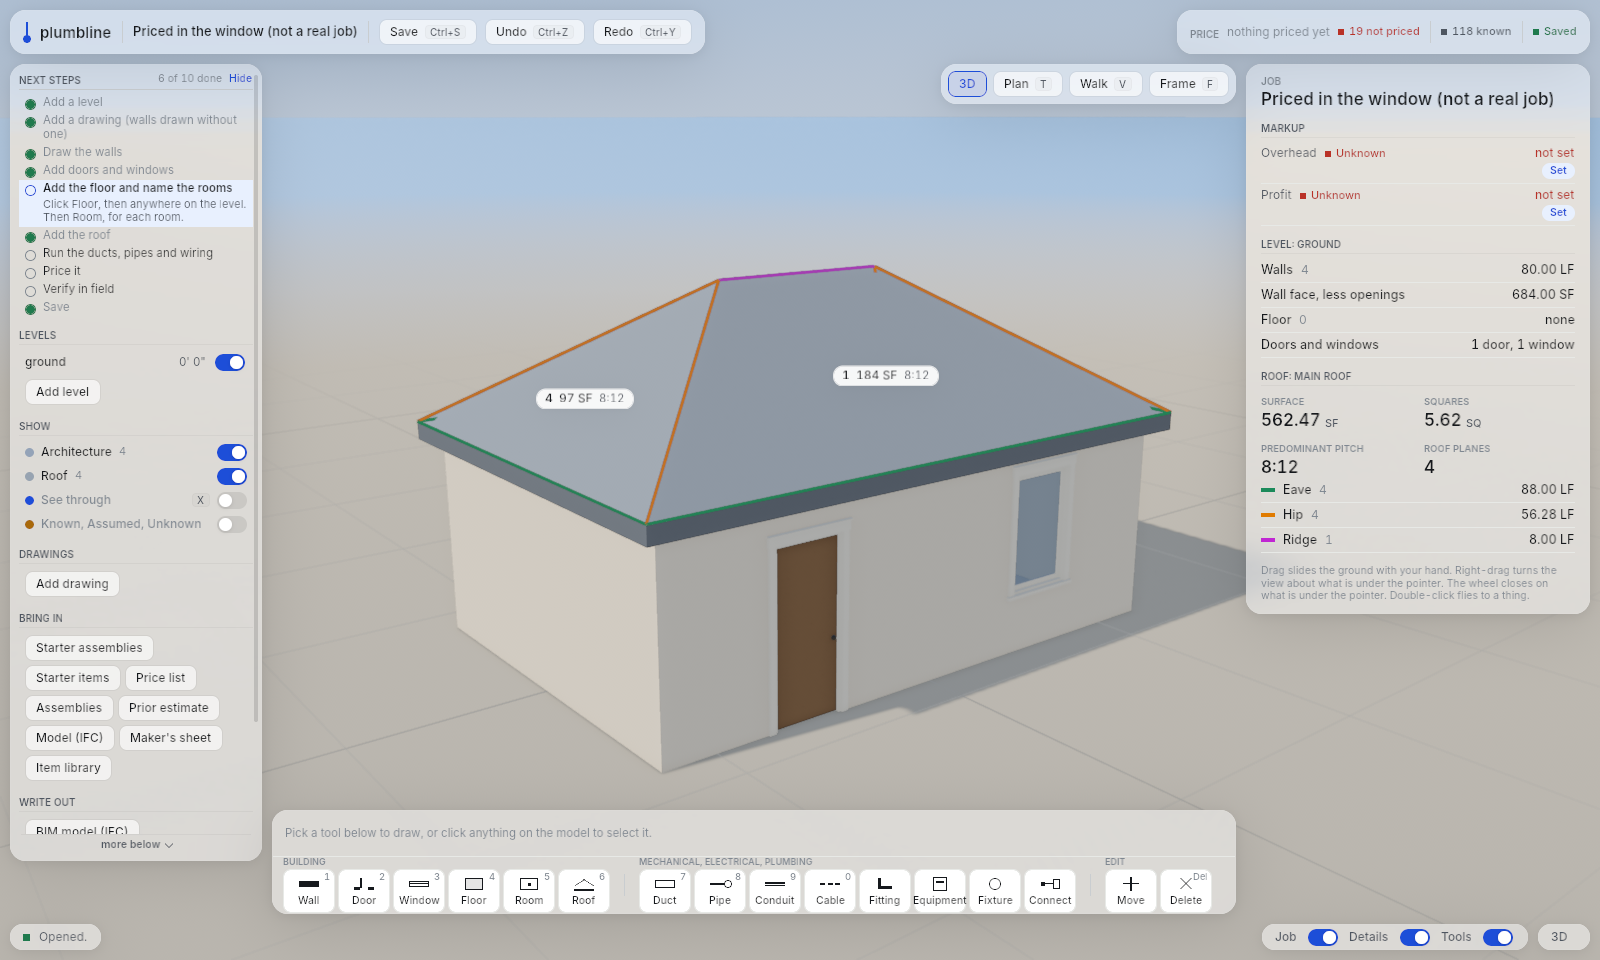 plumbline
Priced in the window (not a real job)
Save Ctrl+S
Undo Ctrl+Z
Redo Ctrl+Y
PRICE nothing priced yet
19 not priced
118 known
Saved
NEXT STEPS
6 of 10 done Hide
Add a level
Add a drawing (walls drawn without
one)
Draw the walls
Add doors and windows
Add the floor and name the rooms
Click Floor, then anywhere on the level.
Then Room, for each room.
Add the roof
Run the ducts, pipes and wiring
Price it
Verify in field
Save
LEVELS
ground 0' 0"
Add level
SHOW
Architecture 4
Roof 4
See through X
Known, Assumed, Unknown
DRAWINGS
Add drawing
BRING IN
Starter assemblies
Starter items Price list
Assemblies Prior estimate
Model (IFC) Maker's sheet
Item library
WRITE OUT
BIM model (IFC)
more below
3D
Plan T
Walk V
Frame F
4 97 SF 8:12
1 184 SF 8:12
JOB
Priced in the window (not a real job)
MARKUP
Overhead Unknown not set
Set
Profit Unknown not set
Set
LEVEL: GROUND
Walls 4 80.00 LF
Wall face, less openings 684.00 SF
Floor 0 none
Doors and windows 1 door, 1 window
ROOF: MAIN ROOF
SURFACE SQUARES
562.47 SF 5.62 SQ
PREDOMINANT PITCH ROOF PLANES
8:12 4
Eave 4 88.00 LF
Hip 4 56.28 LF
Ridge 1 8.00 LF
Drag slides the ground with your hand. Right-drag turns the
view about what is under the pointer. The wheel closes on
what is under the pointer. Double-click flies to a thing.
Pick a tool below to draw, or click anything on the model to select it.
BUILDING
1 Wall
2 Door
3 Window
4 Floor
5 Room
6 Roof
MECHANICAL, ELECTRICAL, PLUMBING
7 Duct
8 Pipe
9 Conduit
0 Cable
Fitting
Equipment
Fixture
Connect
EDIT
Move
Del Delete
Opened.
Job Details Tools
3D